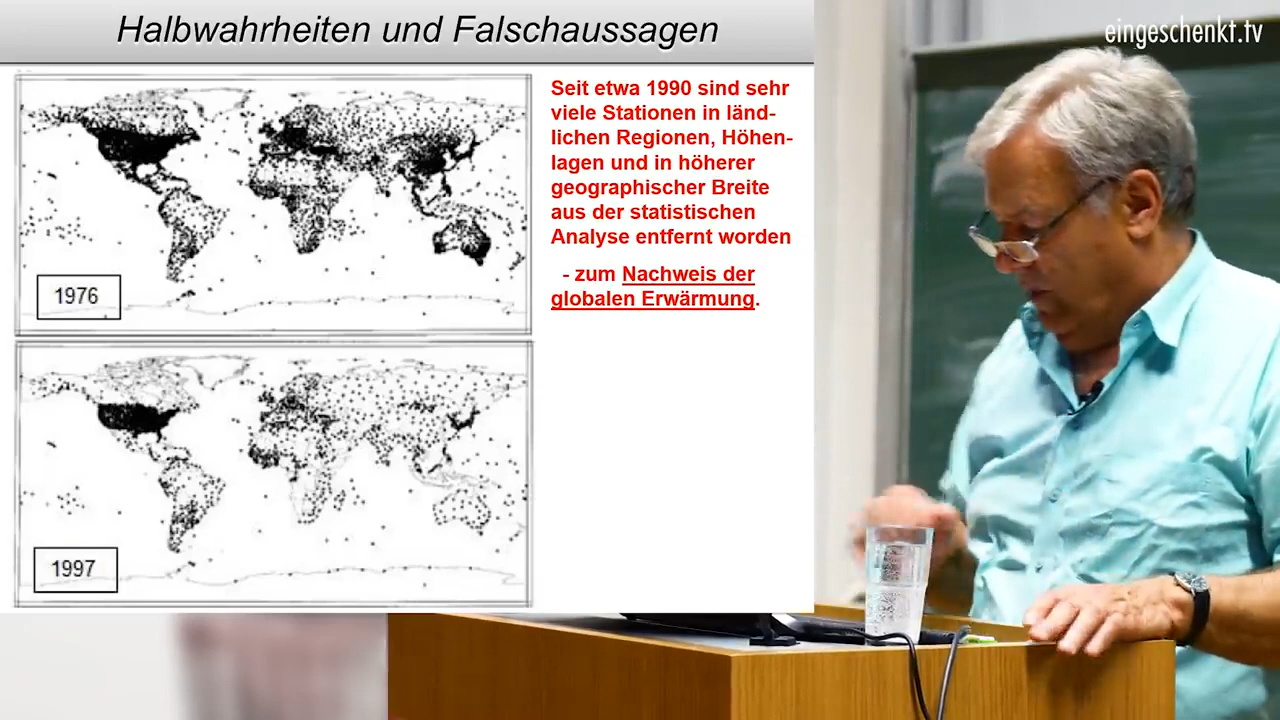 Halbwahrheiten und Falschaussagen
eingeschenkt.tv
Seit etwa 1990 sind sehr
viele Stationen in länd-
lichen Regionen, Höhen-
lagen und in höherer
geographischer Breite
aus der statistischen
Analyse entfernt worden
- zum Nachweis der
globalen Erwärmung.
1976
1997